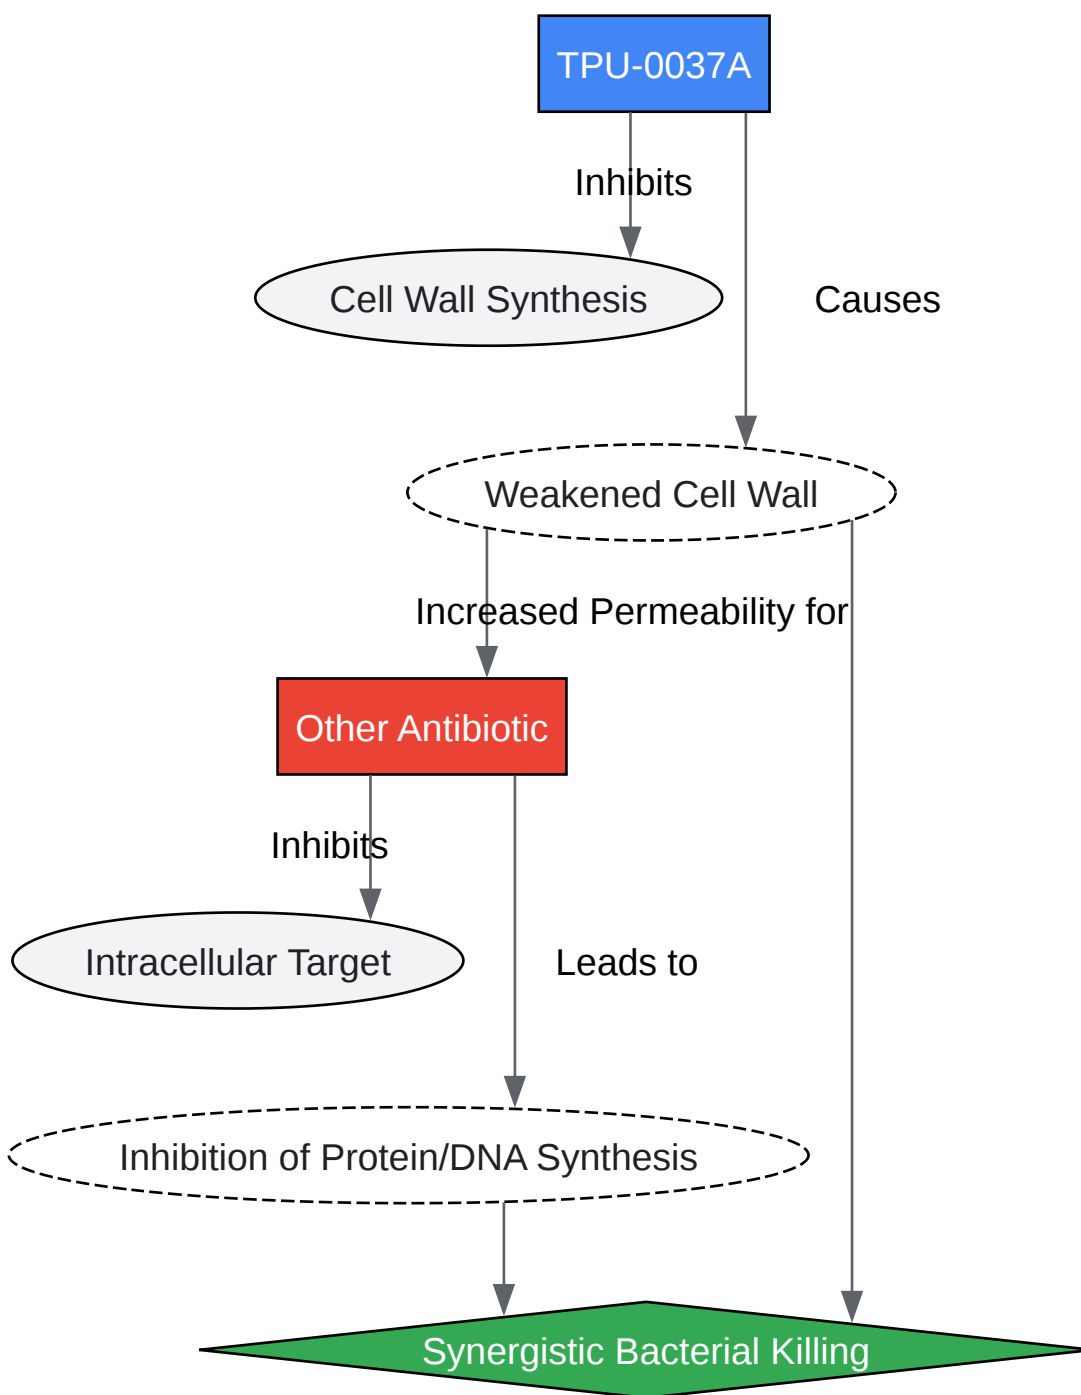 TPU-0037A
Inhibits
Cell Wall Synthesis
Causes
Weakened Cell Wall
Increased Permeability for
Other Antibiotic
Inhibits
Intracellular Target
Leads to
Inhibition of Protein/DNA Synthesis
Synergistic Bacterial Killing